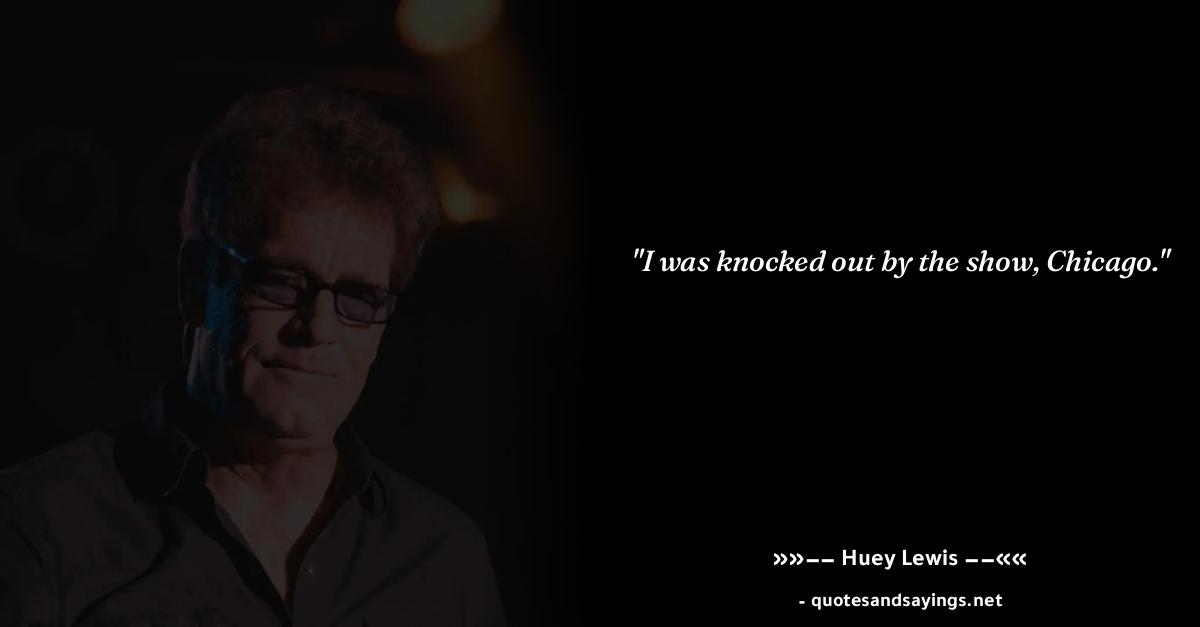 "I was knocked out by the show, Chicago."
»»-- Huey Lewis --««
- quotesandsayings.net